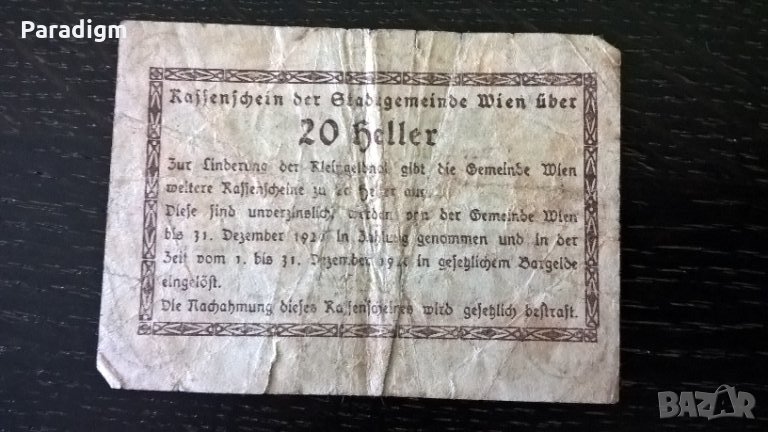 Paradigm
Kassenschein der Stadtgemeinde Wien über
20 Heller
Zur Linderung der Kleingeldnot gibt die Gemeinde Wien
weitere Kassenscheine zu 20 Heller aus.
Diese sind unverzinslich, werden von der Gemeinde Wien
bis 31. Dezember in Zahlung genommen und in der
Zeit vom 1. bis 31. Dezember in gesetzlichem Bargelde
eingelöst.
Die Nachahmung dieses Kassenscheines wird gesetzlich bestraft.
BAZAR